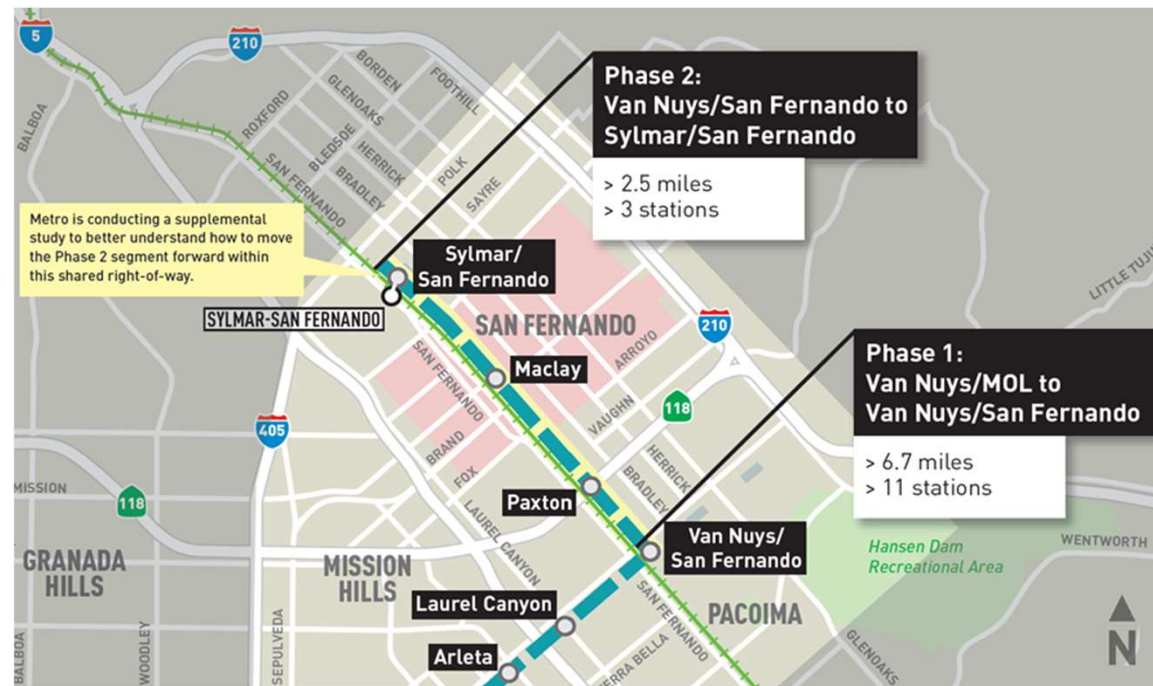 5
210
BALBOA
ROXFORD
GLENOAKS
BORDEN
FOOTHILL
BLEDSOE
HERRICK
BRADLEY
POLK
SAYRE
SAN FERNANDO
Phase 2:
Van Nuys/San Fernando to
Sylmar/San Fernando
> 2.5 miles
> 3 stations
Metro is conducting a supplemental
study to better understand how to move
the Phase 2 segment forward within
this shared right-of-way.
Sylmar/
San Fernando
SYLMAR-SAN FERNANDO
SAN FERNANDO
210
Maclay
ARROYO
SAN FERNANDO
VAUGHN
118
Phase 1:
Van Nuys/MOL to
Van Nuys/San Fernando
> 6.7 miles
> 11 stations
405
BRAND
FOX
HERRICK
BRADLEY
MISSION
118
Paxton
LAUREL CANYON
Van Nuys/
San Fernando
Hansen Dam
Recreational Area
WENTWORTH
GRANADA
HILLS
MISSION
HILLS
Laurel Canyon
SAN FERNANDO
PACOIMA
GLENOAKS
Arleta
BALBOA
WOODLEY
SEPULVEDA
BELLA
N